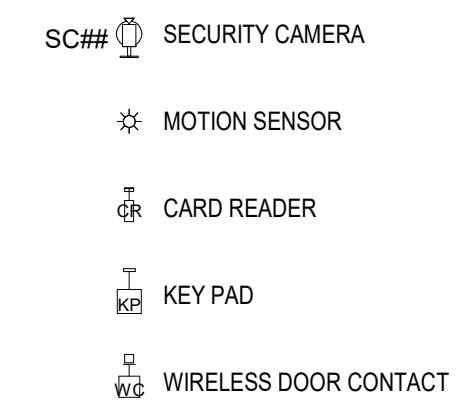 SC## SECURITY CAMERA
MOTION SENSOR
CR CARD READER
KP KEY PAD
WC WIRELESS DOOR CONTACT